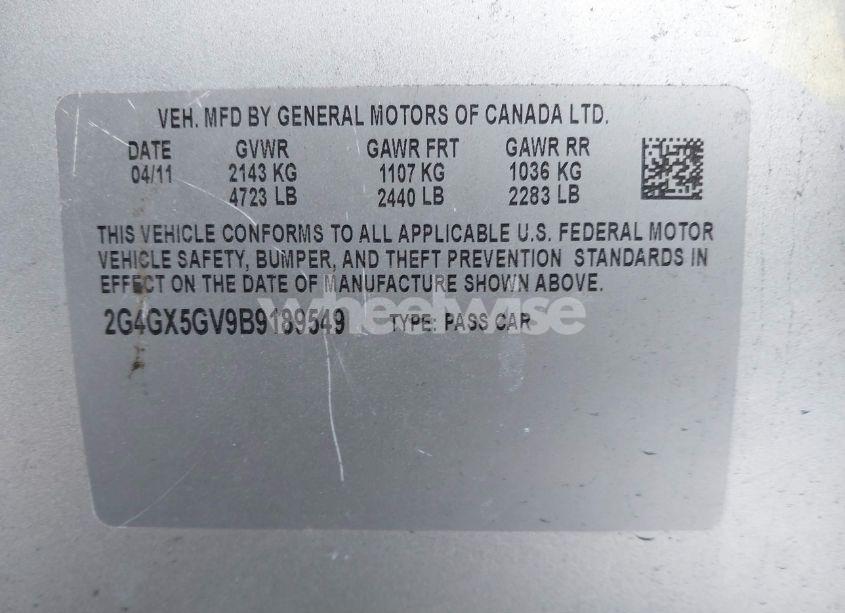 VEH. MFD BY GENERAL MOTORS OF CANADA LTD.
DATE GVWR GAWR FRT GAWR RR
04/11 2143 KG 1107 KG 1036 KG
4723 LB 2440 LB 2283 LB
THIS VEHICLE CONFORMS TO ALL APPLICABLE U.S. FEDERAL MOTOR
VEHICLE SAFETY, BUMPER, AND THEFT PREVENTION STANDARDS IN
EFFECT ON THE DATE OF MANUFACTURE SHOWN ABOVE.
wheelwise
2G4GX5GV9B9189549 TYPE: PASS CAR